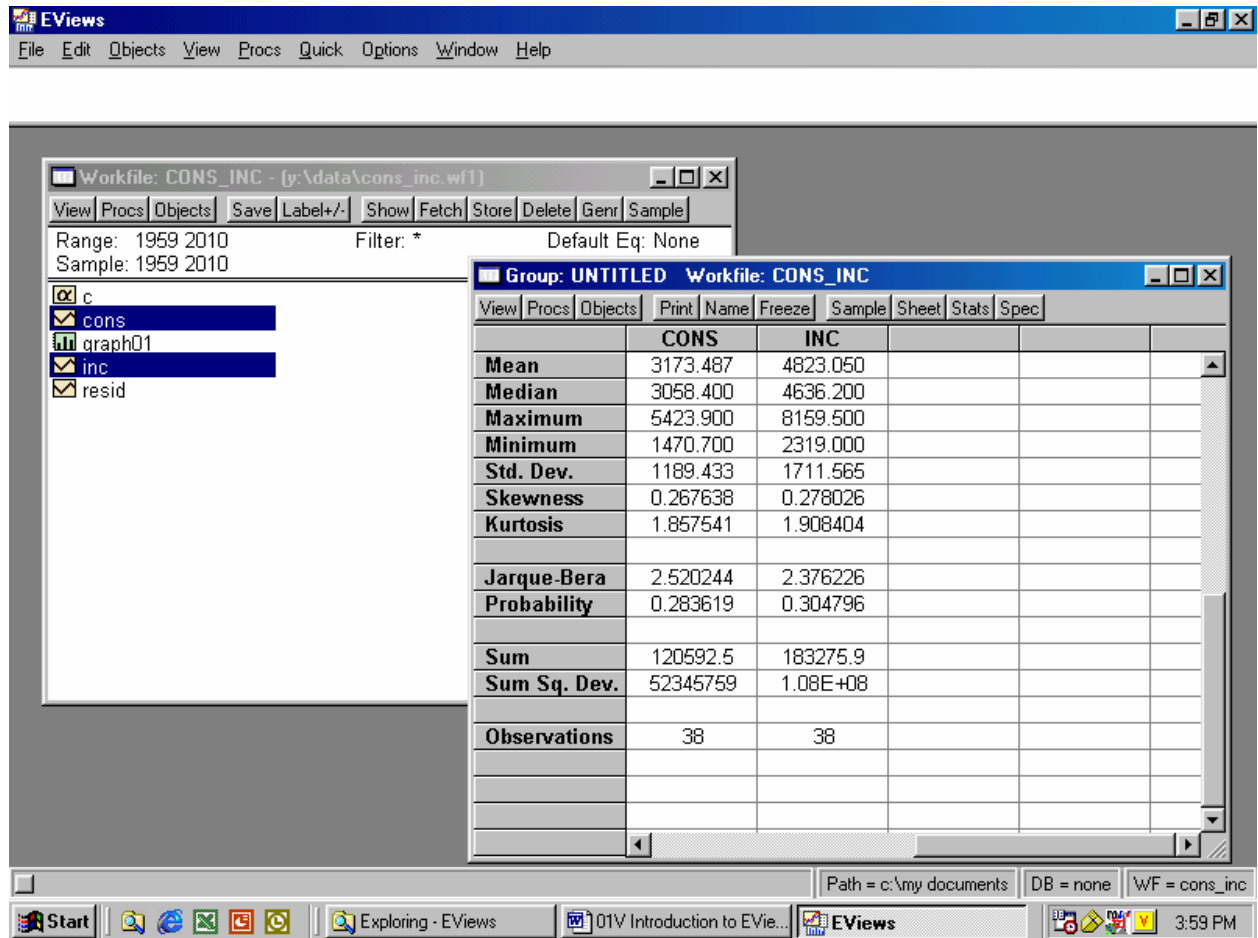 EViews
File Edit Objects View Procs Quick Options Window Help
Workfile: CONS_INC - (y:\data\cons_inc.wf1)
View Procs Objects Save Label+/- Show Fetch Store Delete Genr Sample
Range: 1959 2010 Filter: * Default Eq: None
Sample: 1959 2010
c
cons
graph01
inc
resid
Group: UNTITLED Workfile: CONS_INC
View Procs Objects Print Name Freeze Sample Sheet Stats Spec
CONS INC
Mean 3173.487 4823.050
Median 3058.400 4636.200
Maximum 5423.900 8159.500
Minimum 1470.700 2319.000
Std. Dev. 1189.433 1711.565
Skewness 0.267638 0.278026
Kurtosis 1.857541 1.908404
Jarque-Bera 2.520244 2.376226
Probability 0.283619 0.304796
Sum 120592.5 183275.9
Sum Sq. Dev. 52345759 1.08E+08
Observations 38 38
Path = c:\my documents DB = none WF = cons_inc
Start Exploring - EViews 01V Introduction to EVie... EViews 3:59 PM